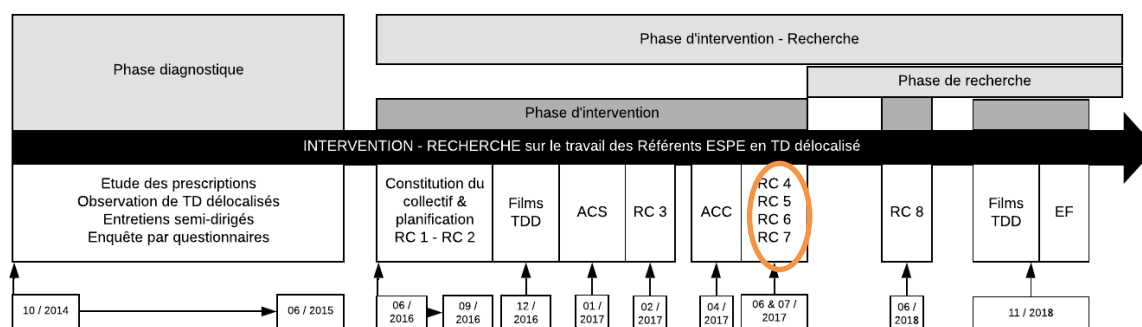 Phase d'intervention - Recherche
Phase diagnostique
Phase de recherche
Phase d'intervention
INTERVENTION - RECHERCHE sur le travail des Référents ESPE en TD délocalisé
Etude des prescriptions
Observation de TD délocalisés
Entretiens semi-dirigés
Enquête par questionnaires
Constitution du
collectif &
planification
RC 1 - RC 2
Films
TDD
ACS
RC 3
ACC
RC 4
RC 5
RC 6
RC 7
RC 8
Films
TDD
EF
10 / 2014
06 / 2015
06 /
2016
09 /
2016
12 /
2016
01 /
2017
02 /
2017
04 /
2017
06 & 07 /
2017
06 /
2018
11 / 2018